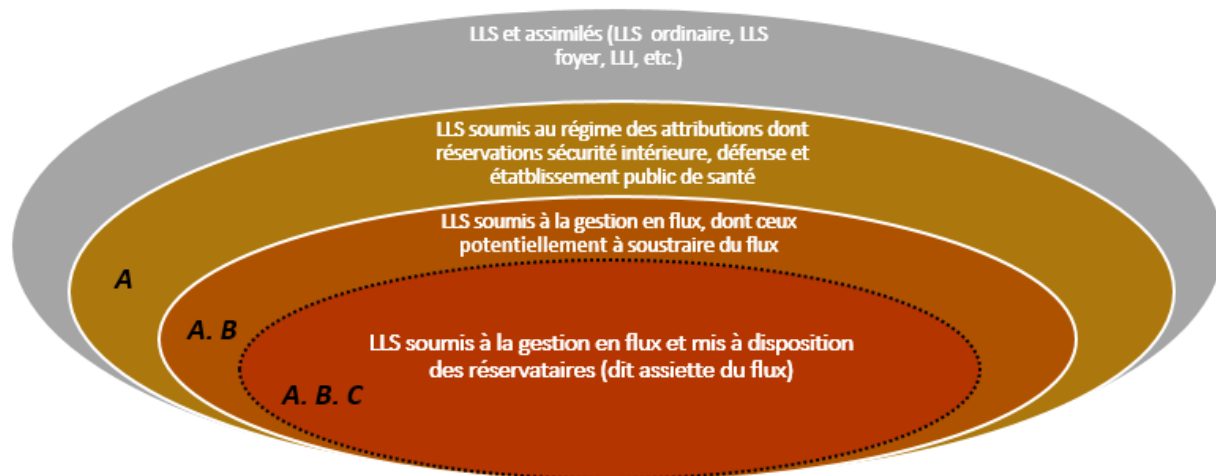 LLS et assimilés (LLS ordinaire, LLS
foyer, LLI, etc.)
LLS soumis au régime des attributions dont
réservations sécurité intérieure, défense et
étatblissement public de santé
LLS soumis à la gestion en flux, dont ceux
potentiellement à soustraire du flux
A
A. B
LLS soumis à la gestion en flux et mis à disposition
des réservataires (dit assiette du flux)
A. B. C